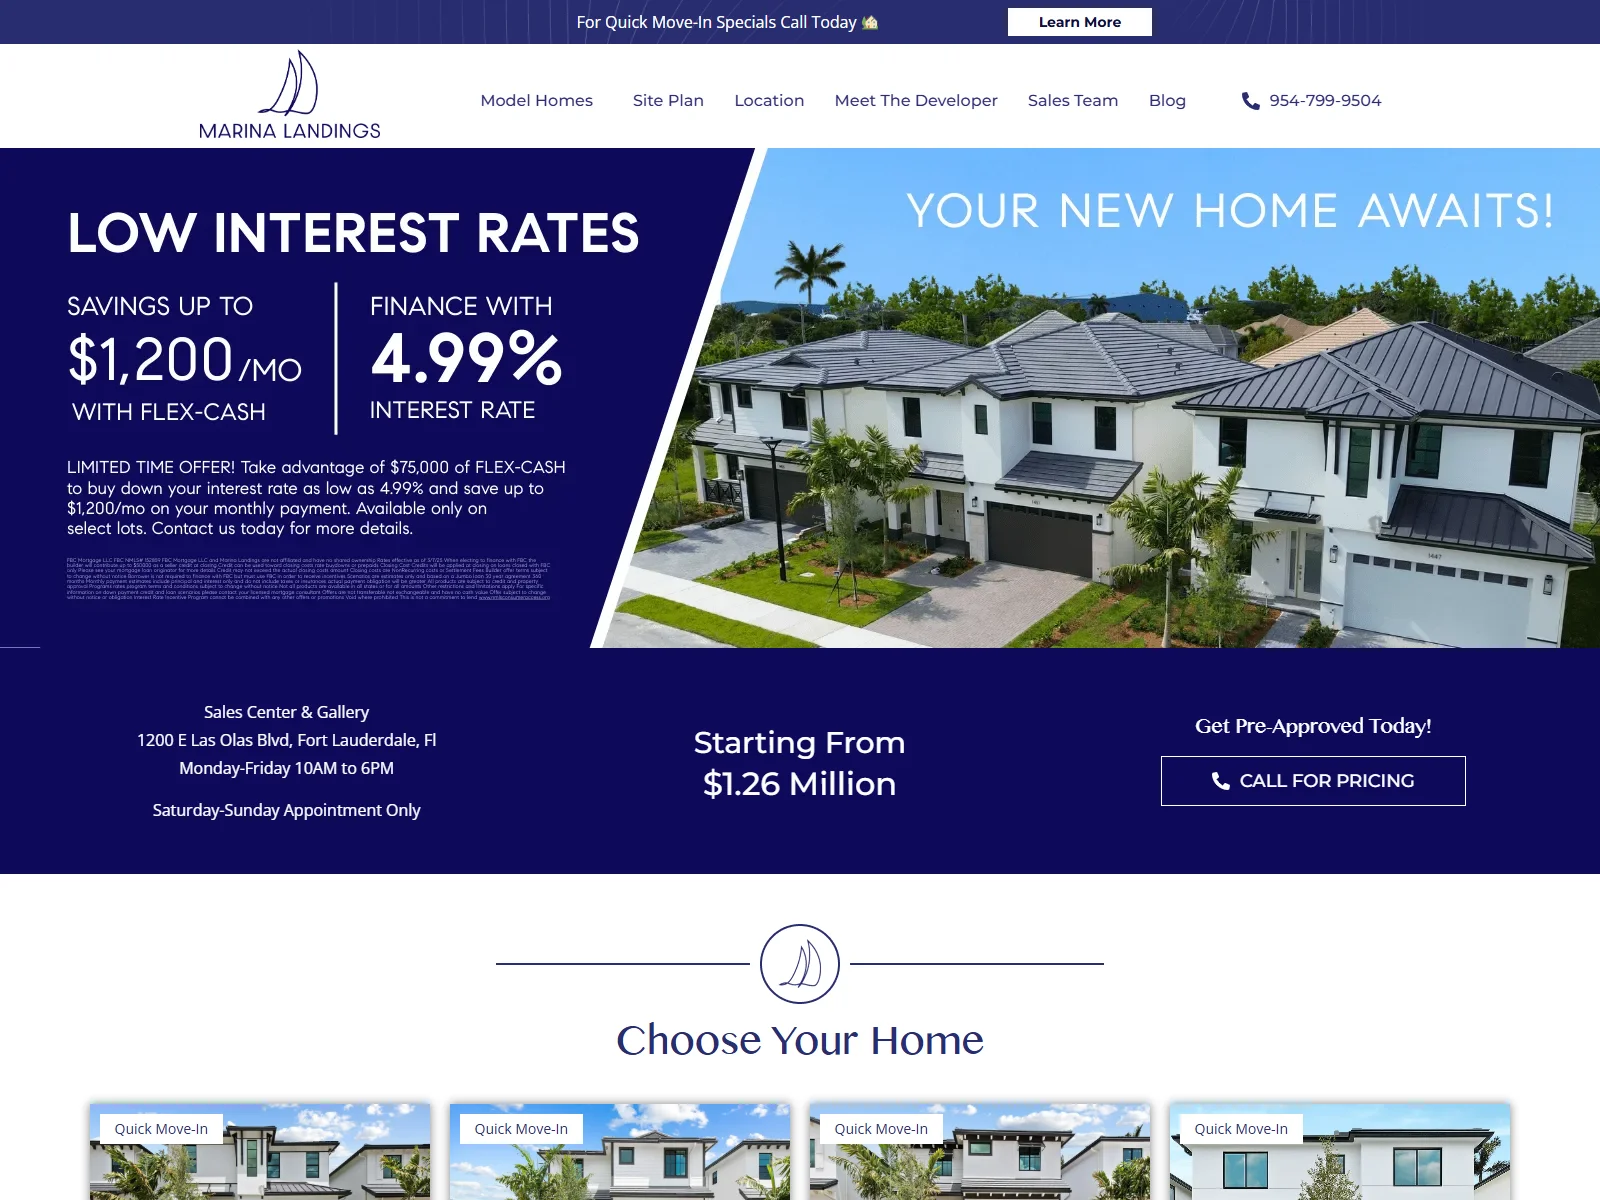 For Quick Move-In Specials Call Today
Learn More
MARINA LANDINGS
Model Homes
Site Plan
Location
Meet The Developer
Sales Team
Blog
954-799-9504
LOW INTEREST RATES
SAVINGS UP TO
$1,200/MO
WITH FLEX-CASH
FINANCE WITH
4.99%
INTEREST RATE
LIMITED TIME OFFER! Take advantage of $75,000 of FLEX-CASH
to buy down your interest rate as low as 4.99% and save up to
$1,200/mo on your monthly payment. Available only on
select lots. Contact us today for more details.
YOUR NEW HOME AWAITS!
Sales Center & Gallery
1200 E Las Olas Blvd, Fort Lauderdale, Fl
Monday-Friday 10AM to 6PM
Saturday-Sunday Appointment Only
Starting From
$1.26 Million
Get Pre-Approved Today!
CALL FOR PRICING
Choose Your Home
Quick Move-In
Quick Move-In
Quick Move-In
Quick Move-In